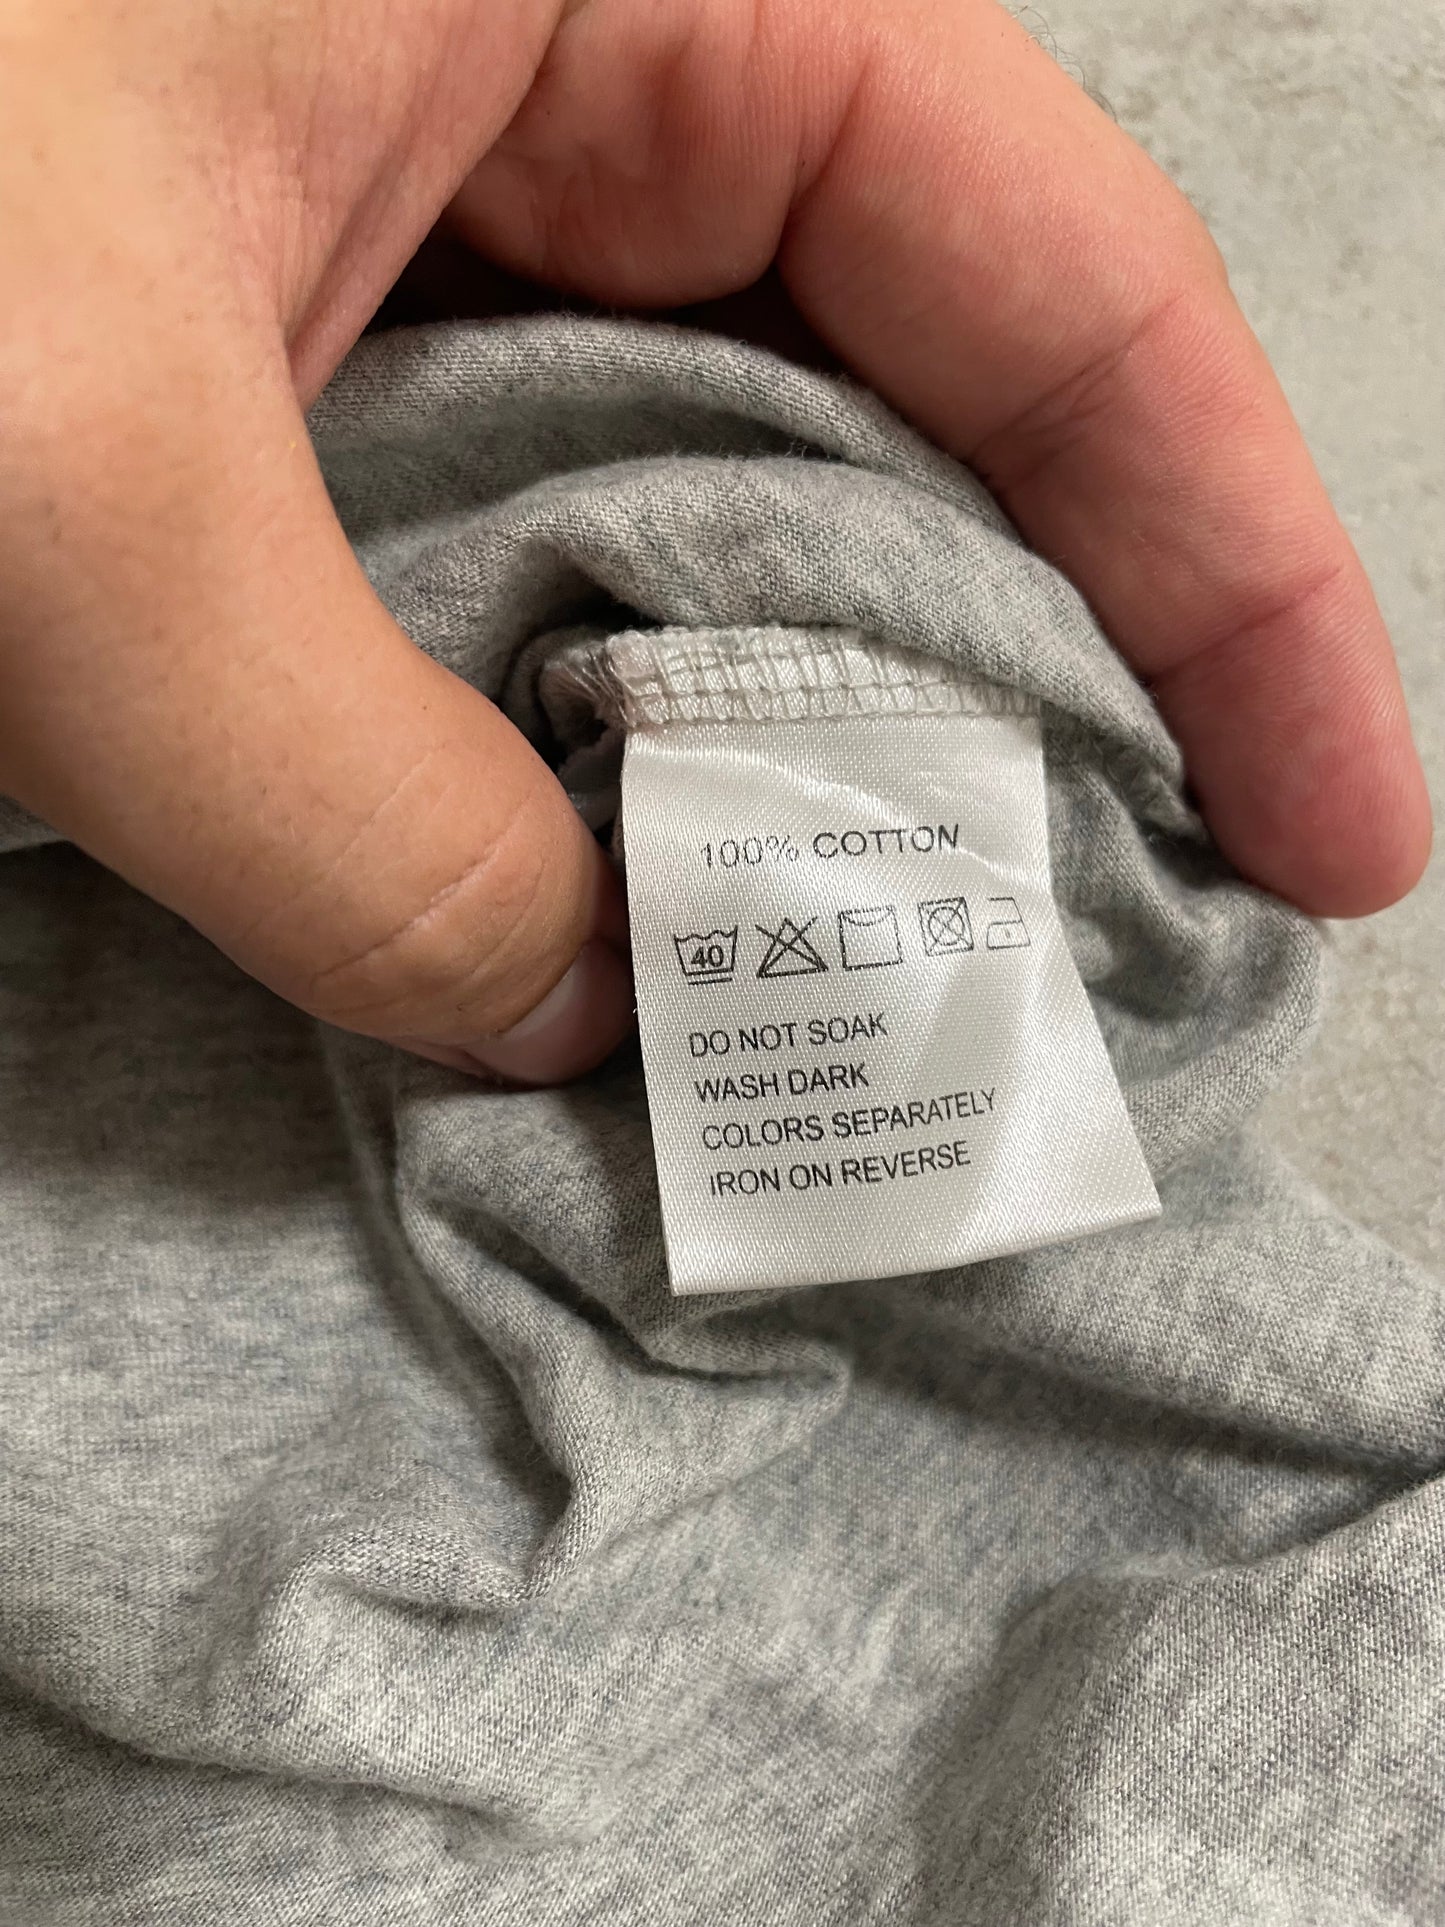 100% COTTON
40
DO NOT SOAK
WASH DARK
COLORS SEPARATELY
IRON ON REVERSE